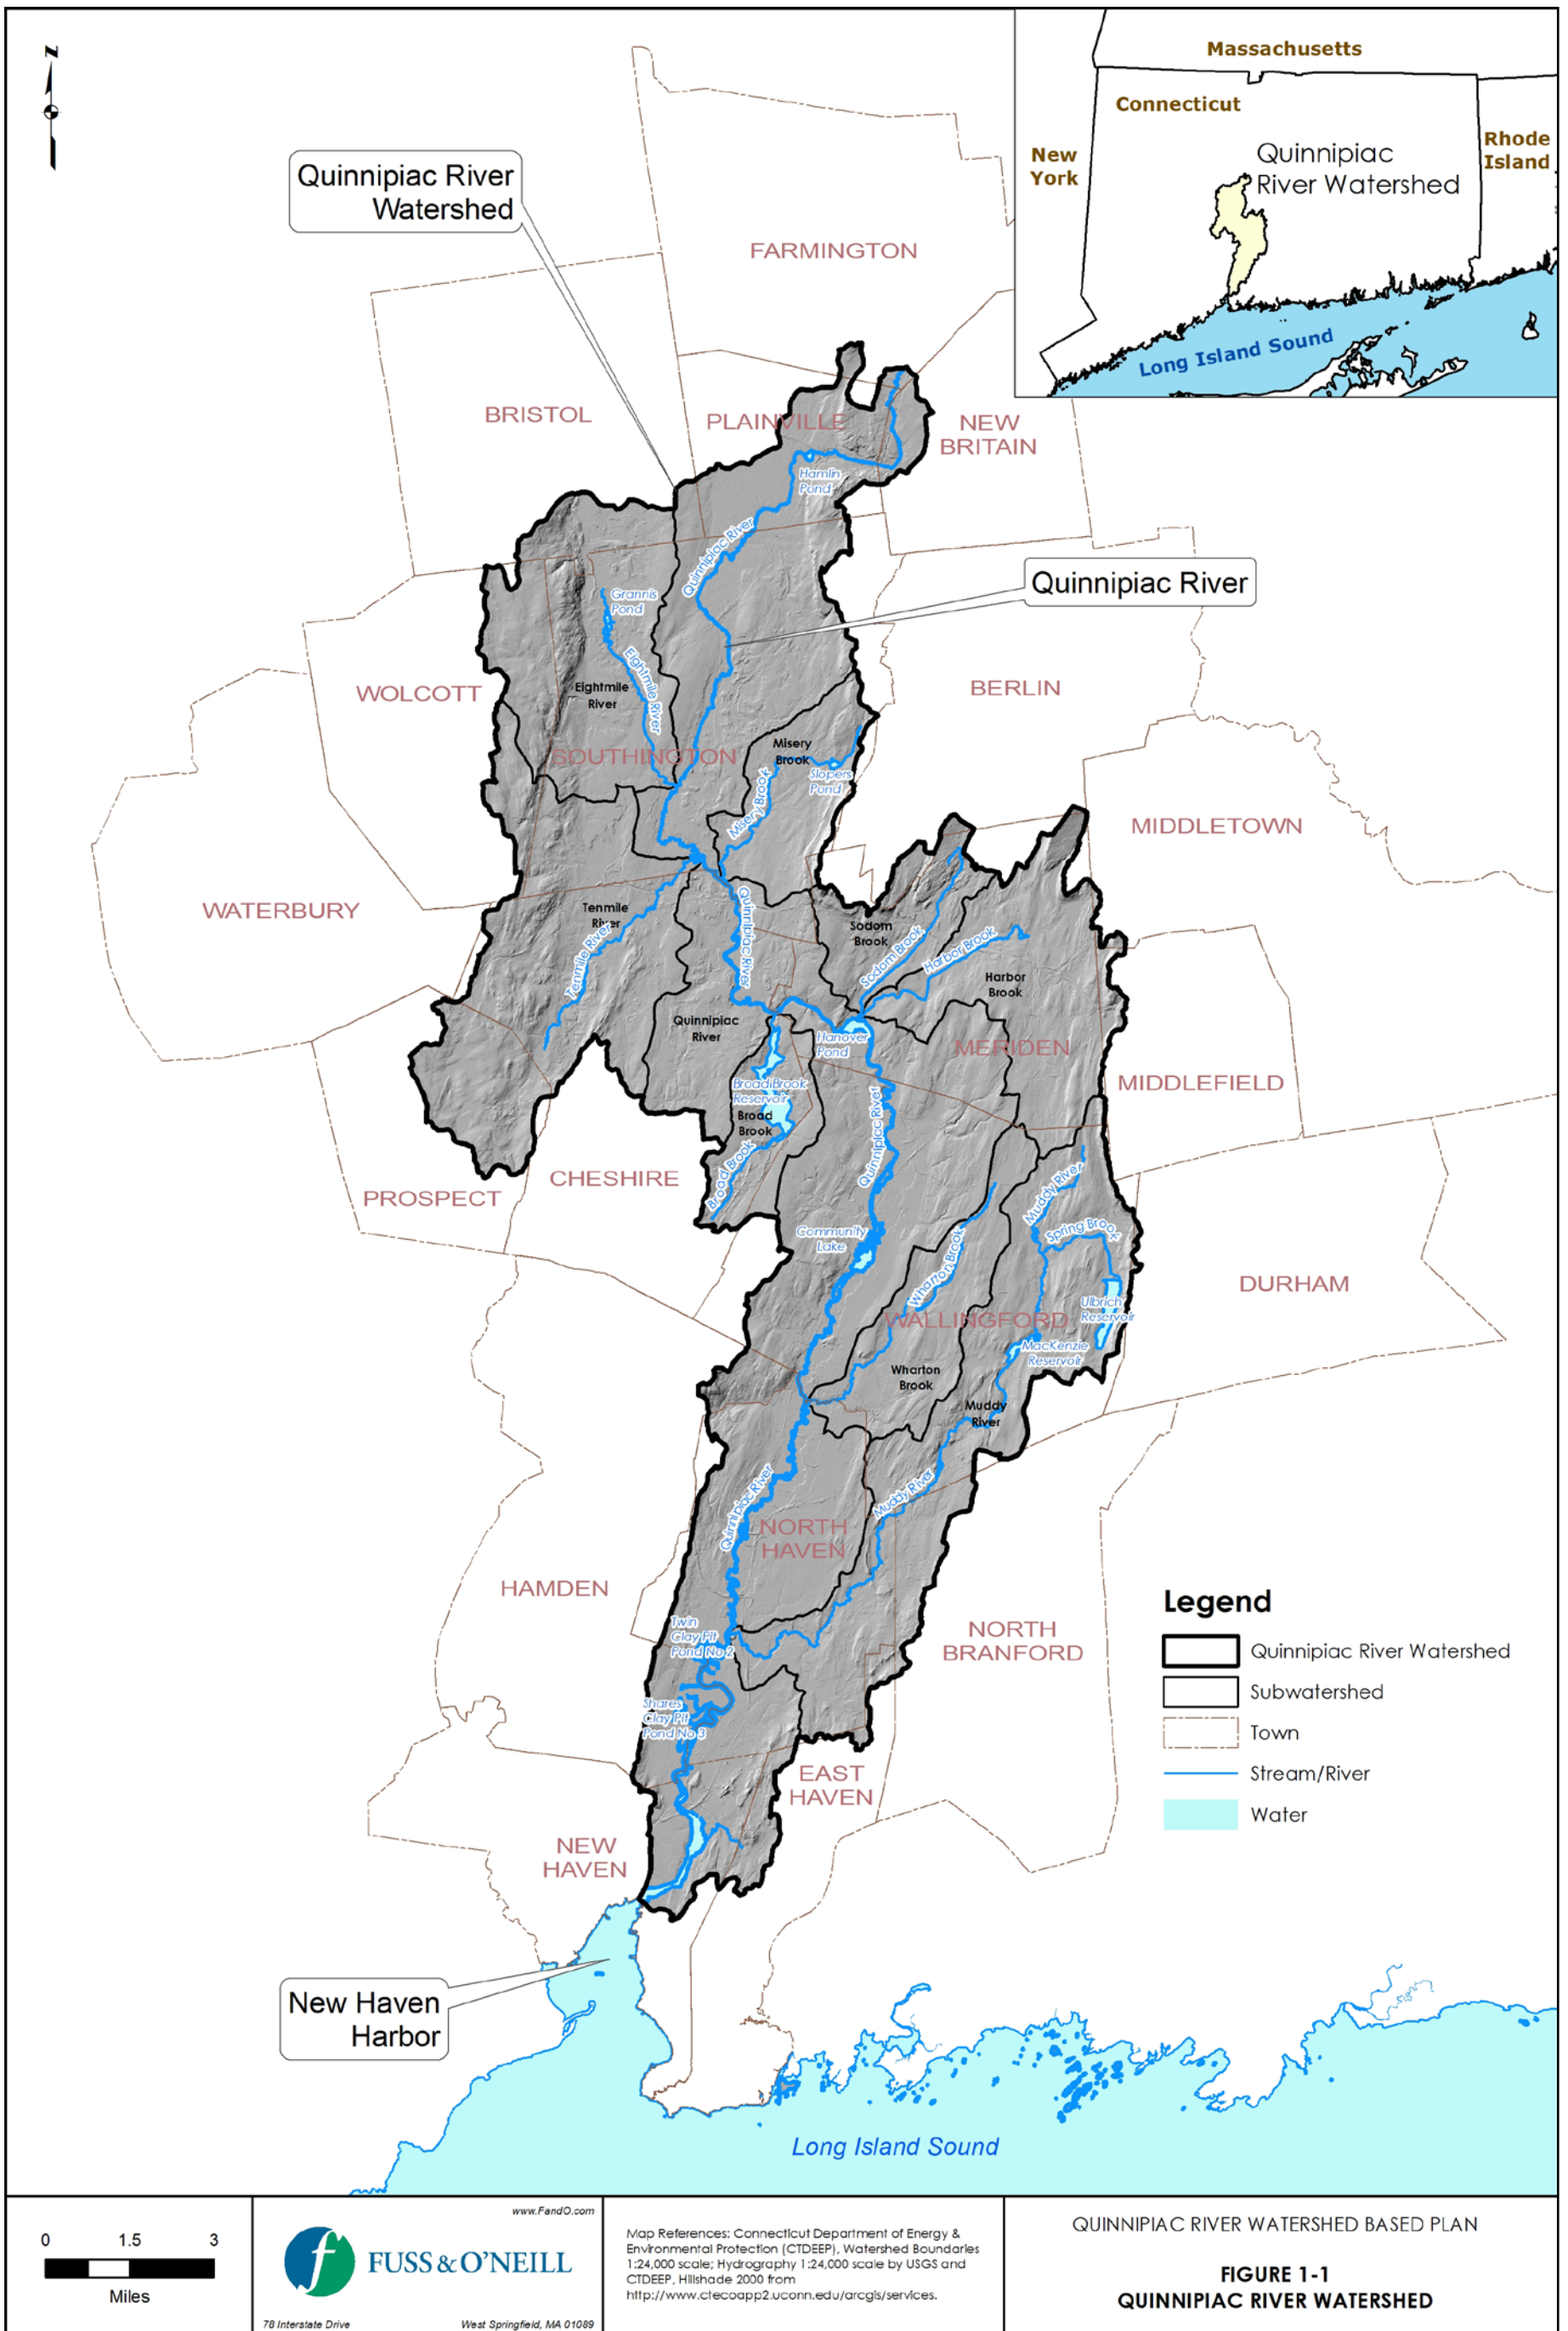 N
Massachusetts
Connecticut
New
York
Rhode
Island
Quinnipiac
River Watershed
Long Island Sound
Quinnipiac River
Watershed
FARMINGTON
BRISTOL
PLAINVILLE
NEW
BRITAIN
Hamlin
Pond
Quinnipiac River
Quinnipiac River
Grannis
Pond
Eightmile River
Eightmile
River
WOLCOTT
BERLIN
SOUTHINGTON
Misery
Brook
Slopers
Pond
Misery Brook
MIDDLETOWN
WATERBURY
Tenmile
River
Tenmile River
Quinnipiac River
Sodom
Brook
Sodom Brook
Harbor Brook
Harbor
Brook
Quinnipiac
River
Hanover
Pond
MERIDEN
MIDDLEFIELD
Broad Brook
Reservoir
Broad
Brook
Broad Brook
Quinnipiac River
CHESHIRE
PROSPECT
Muddy River
Spring Brook
Community
Lake
Wharton Brook
DURHAM
Ulbrich
Reservoir
WALLINGFORD
MacKenzie
Reservoir
Wharton
Brook
Muddy
River
Muddy River
Quinnipiac River
NORTH
HAVEN
HAMDEN
Twin
Clay Pit
Pond No 2
NORTH
BRANFORD
Shares
Clay Pit
Pond No 3
EAST
HAVEN
NEW
HAVEN
Legend
Quinnipiac River Watershed
Subwatershed
Town
Stream/River
Water
New Haven
Harbor
Long Island Sound
0 1.5 3
Miles
www.FandO.com
f
FUSS & O'NEILL
78 Interstate Drive West Springfield, MA 01089
Map References: Connecticut Department of Energy &
Environmental Protection (CTDEEP), Watershed Boundaries
1:24,000 scale; Hydrography 1:24,000 scale by USGS and
CTDEEP, Hillshade 2000 from
http://www.ctecoapp2.uconn.edu/arcgis/services.
QUINNIPIAC RIVER WATERSHED BASED PLAN
FIGURE 1-1
QUINNIPIAC RIVER WATERSHED